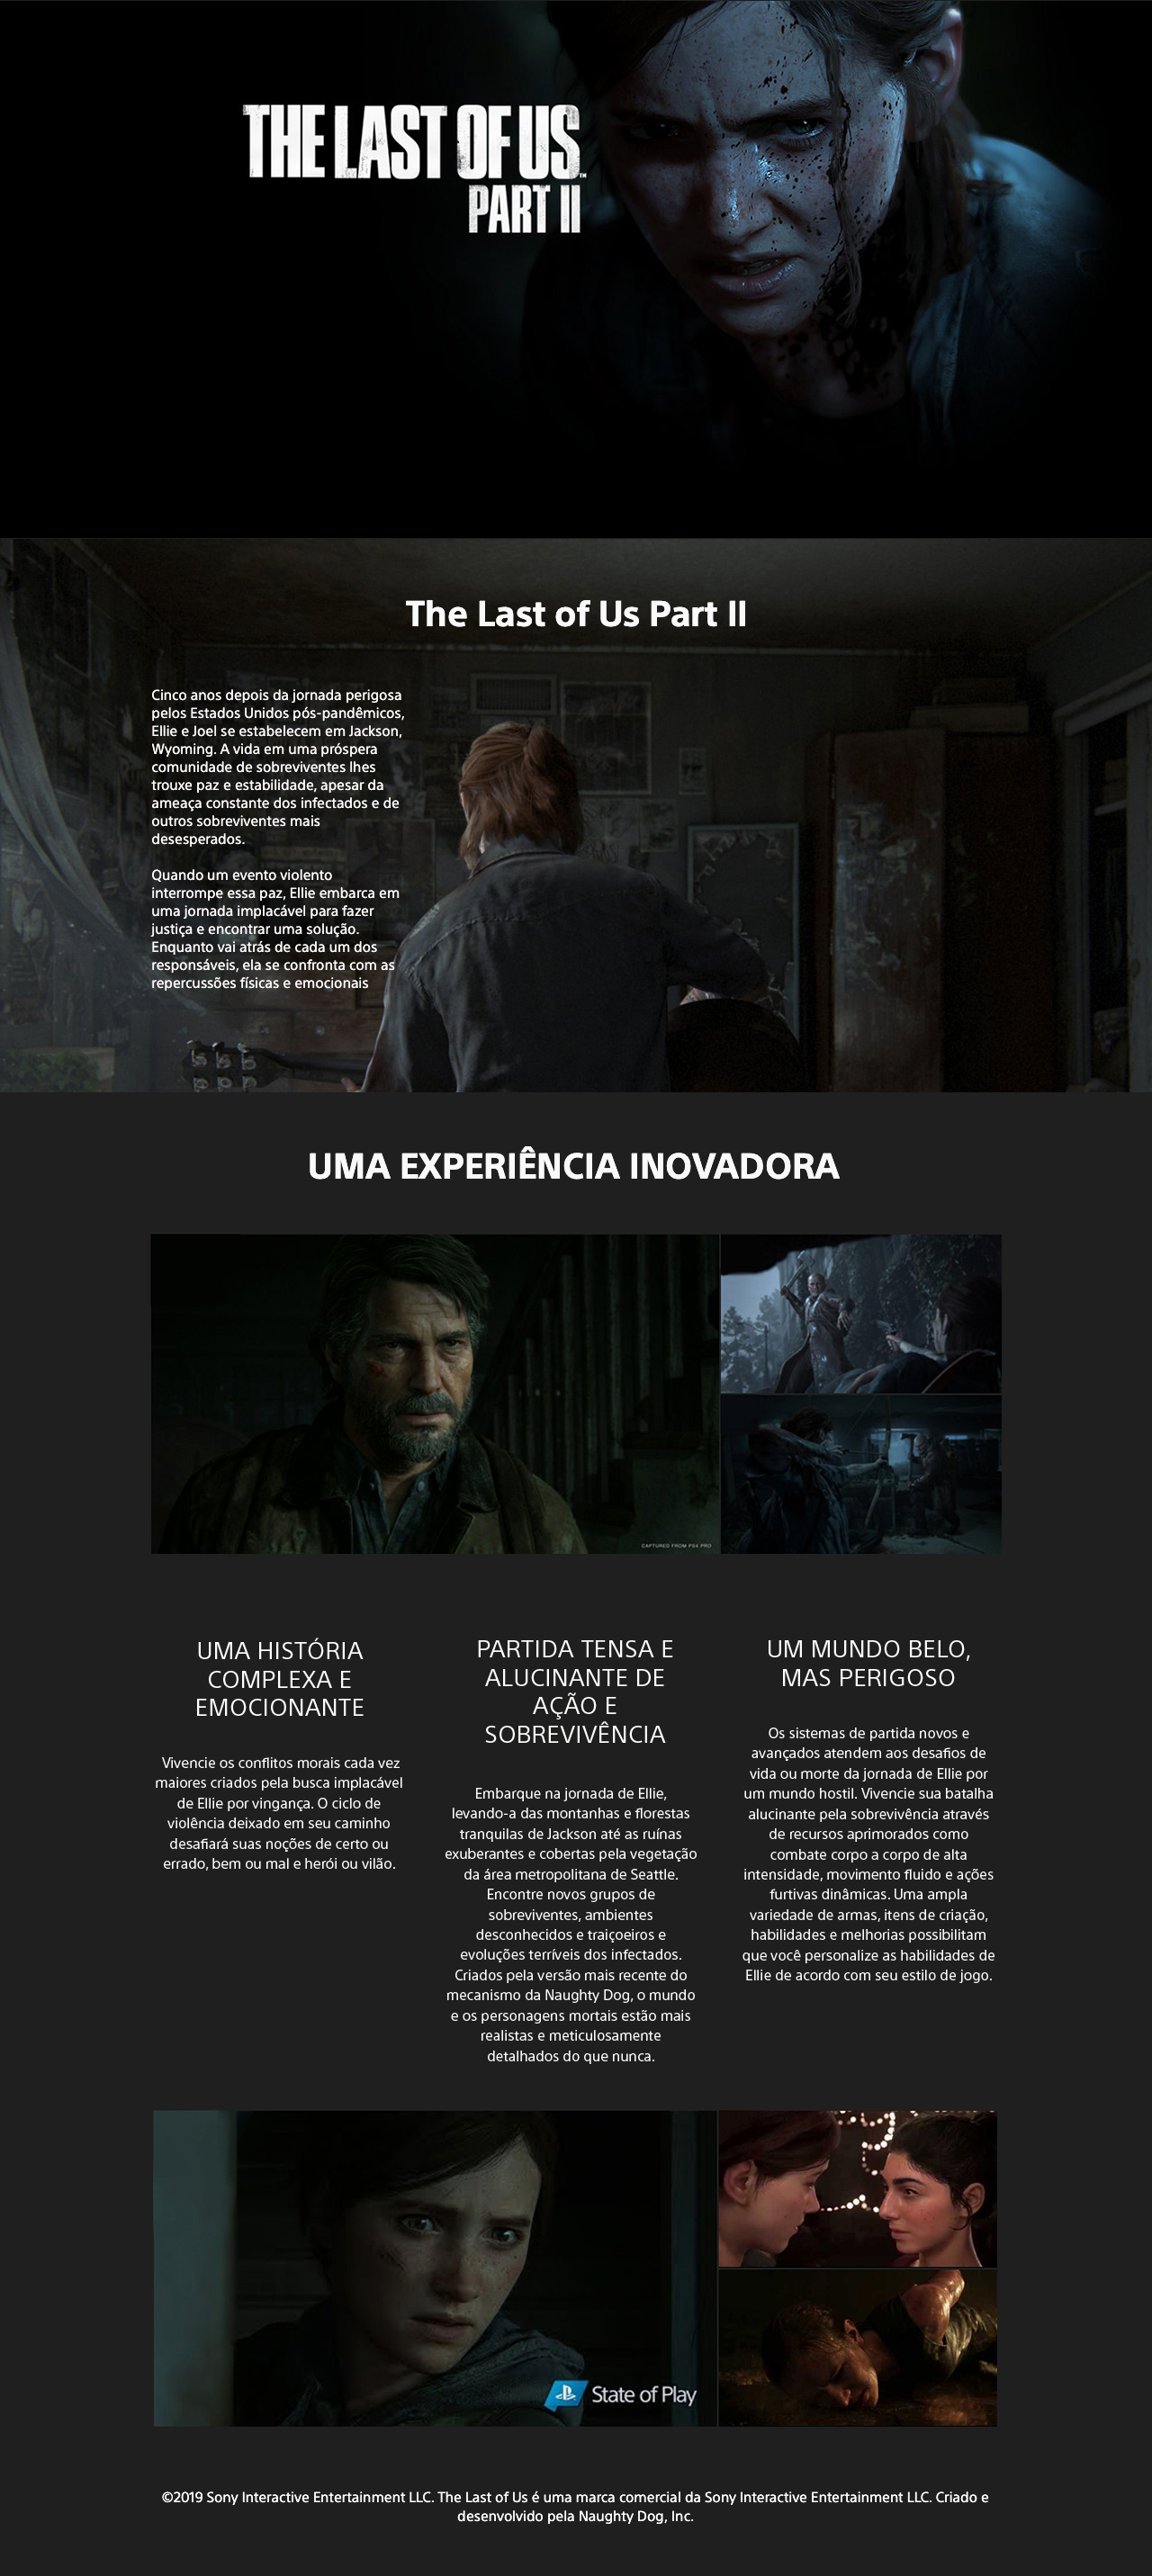 THE LAST OF US
PART II
The Last of Us Part II
Cinco anos depois da jornada perigosa
pelos Estados Unidos pós-pandêmicos,
Ellie e Joel se estabelecem em Jackson,
Wyoming. A vida em uma próspera
comunidade de sobreviventes lhes
trouxe paz e estabilidade, apesar da
ameaça constante dos infectados e de
outros sobreviventes mais
desesperados.
Quando um evento violento
interrompe essa paz, Ellie embarca em
uma jornada implacável para fazer
justiça e encontrar uma solução.
Enquanto vai atrás de cada um dos
responsáveis, ela se confronta com as
repercussões físicas e emocionais
UMA EXPERIÊNCIA INOVADORA
CAPTURED FROM PS4 PRO
UMA HISTÓRIA
COMPLEXA E
EMOCIONANTE
Vivencie os conflitos morais cada vez
maiores criados pela busca implacável
de Ellie por vingança. O ciclo de
violência deixado em seu caminho
desafiará suas noções de certo ou
errado, bem ou mal e herói ou vilão.
PARTIDA TENSA E
ALUCINANTE DE
AÇÃO E
SOBREVIVÊNCIA
Embarque na jornada de Ellie,
levando-a das montanhas e florestas
tranquilas de Jackson até as ruínas
exuberantes e cobertas pela vegetação
da área metropolitana de Seattle.
Encontre novos grupos de
sobreviventes, ambientes
desconhecidos e traiçoeiros e
evoluções terríveis dos infectados.
Criados pela versão mais recente do
mecanismo da Naughty Dog, o mundo
e os personagens mortais estão mais
realistas e meticulosamente
detalhados do que nunca.
UM MUNDO BELO,
MAS PERIGOSO
Os sistemas de partida novos e
avançados atendem aos desafios de
vida ou morte da jornada de Ellie por
um mundo hostil. Vivencie sua batalha
alucinante pela sobrevivência através
de recursos aprimorados como
combate corpo a corpo de alta
intensidade, movimento fluido e ações
furtivas dinâmicas. Uma ampla
variedade de armas, itens de criação,
habilidades e melhorias possibilitam
que você personalize as habilidades de
Ellie de acordo com seu estilo de jogo.
State of Play
©2019 Sony Interactive Entertainment LLC. The Last of Us é uma marca comercial da Sony Interactive Entertainment LLC. Criado e
desenvolvido pela Naughty Dog, Inc.